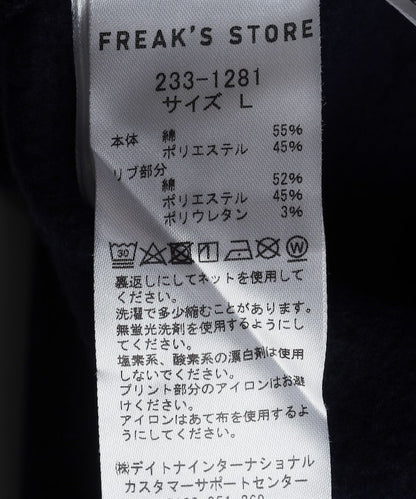 FREAK'S STORE
233-1281
サイズ L
本体 綿 55%
ポリエステル 45%
リブ部分
綿 52%
ポリエステル 45%
ポリウレタン 3%
30 W
裏返しにしてネットを使用して
ください。
洗濯で多少縮むことがあります。
無蛍光洗剤を使用するようにし
てください。
塩素系、酸素系の漂白剤は使用
しないでください。
プリント部分のアイロンはお避
けください。
アイロンはあて布を使用するよ
うにしてください。
㈱デイトナインターナショナル
カスタマーサポートセンター